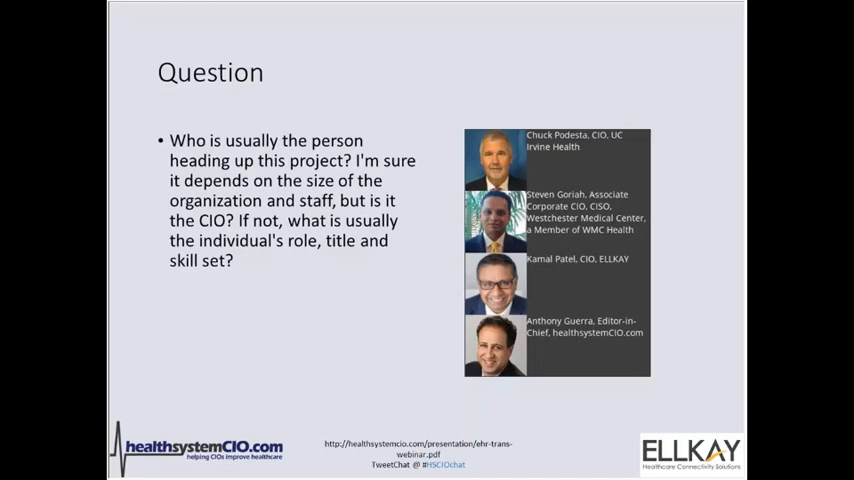 Question
• Who is usually the person
heading up this project? I'm sure
it depends on the size of the
organization and staff, but is it
the CIO? If not, what is usually
the individual's role, title and
skill set?
Chuck Podesta, CIO, UC
Irvine Health
Steven Goriah, Associate
Corporate CIO, CISO,
Westchester Medical Center,
a Member of WMC Health
Kamal Patel, CIO, ELLKAY
Anthony Guerra, Editor-in-
Chief, healthsystemCIO.com
healthsystemCIO.com
helping CIOs improve healthcare
http://healthsystemcio.com/presentation/ehr-trans-
webinar.pdf
TweetChat @ #HSCIOchat
ELLKAY
Healthcare Connectivity Solutions